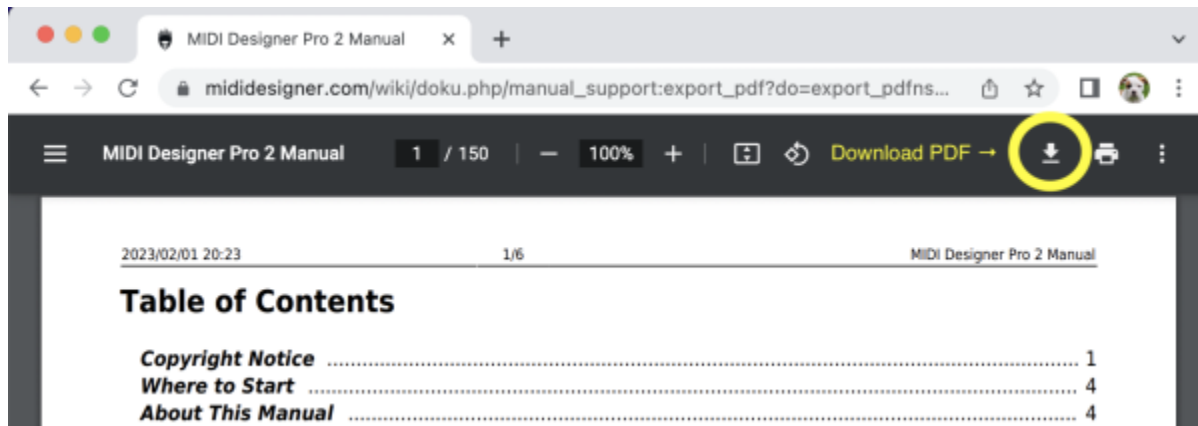 MIDI Designer Pro 2 Manual
mididesigner.com/wiki/doku.php/manual_support:export_pdf?do=export_pdfns...
MIDI Designer Pro 2 Manual 1 / 150 | − 100% + | Download PDF →
2023/02/01 20:23 1/6 MIDI Designer Pro 2 Manual
Table of Contents
Copyright Notice ........................................................ 1
Where to Start ........................................................ 4
About This Manual ........................................................ 4